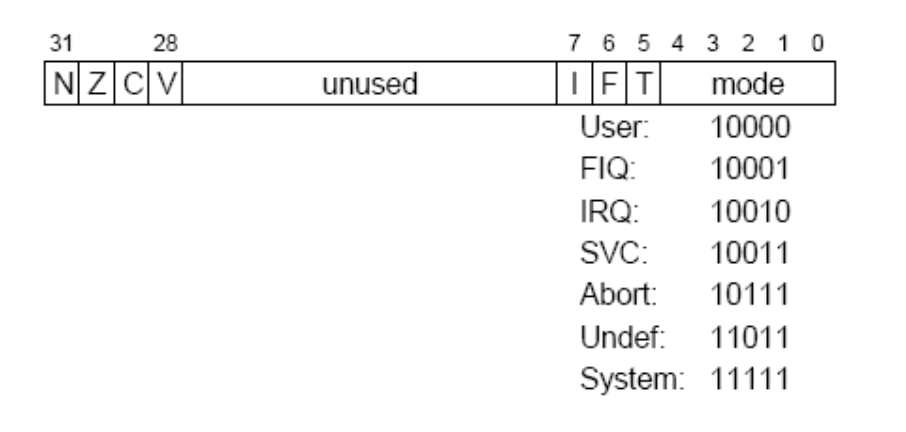 31 28 7 6 5 4 3 2 1 0
N Z C V unused I F T mode
User: 10000
FIQ: 10001
IRQ: 10010
SVC: 10011
Abort: 10111
Undef: 11011
System: 11111